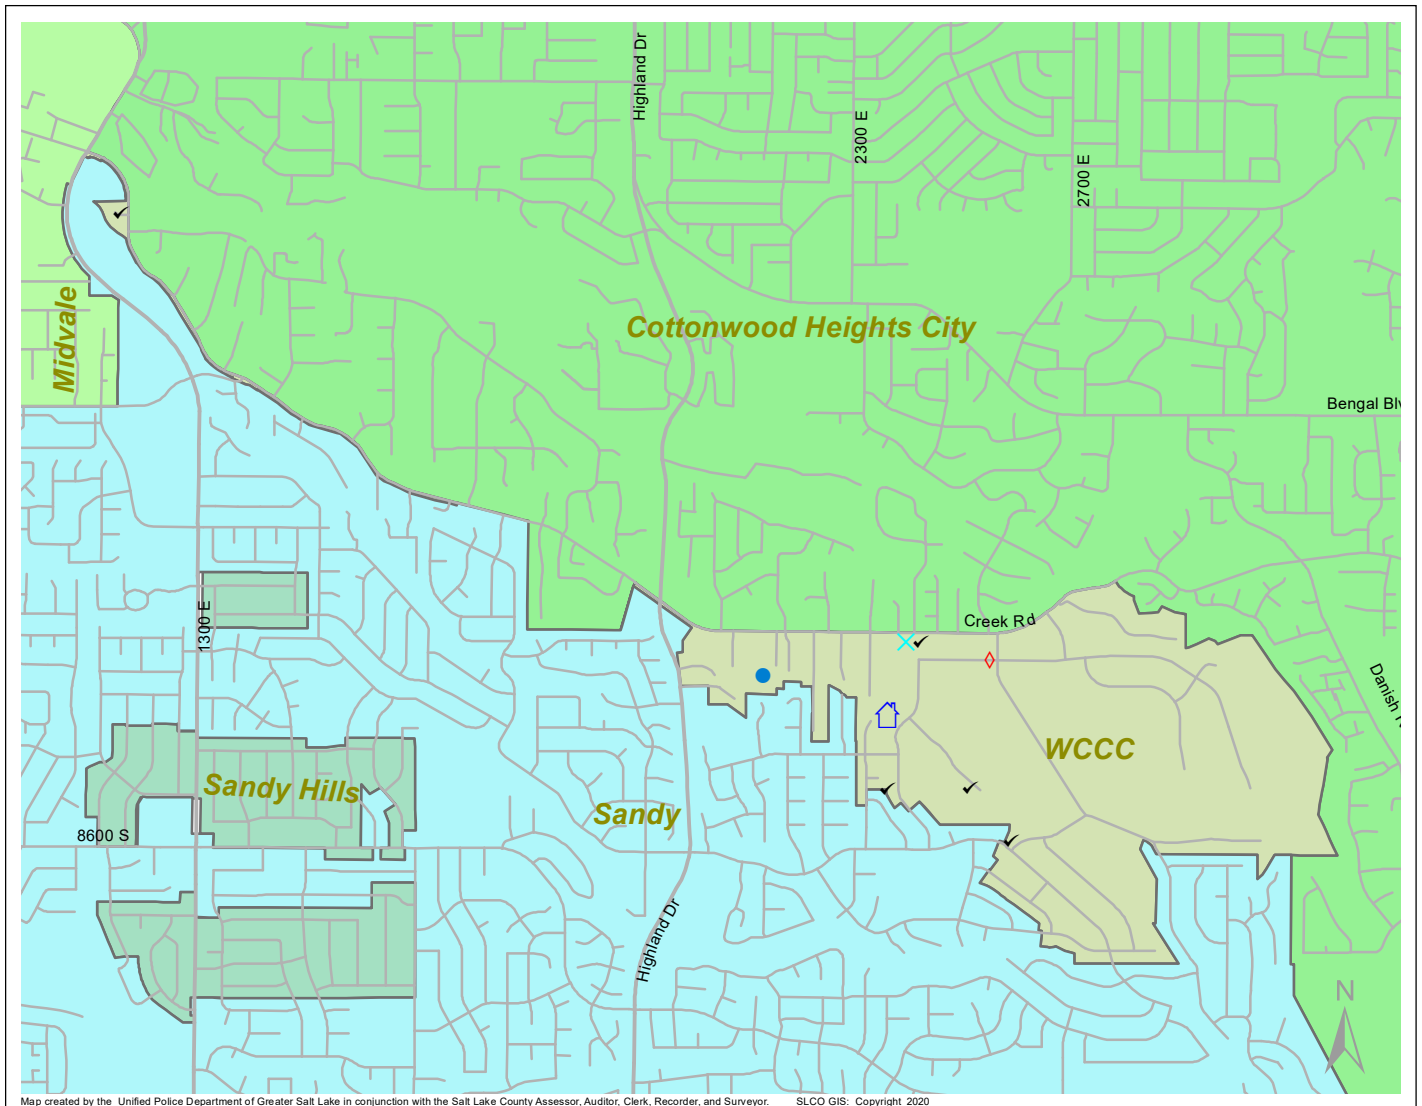 Highland Dr
2300 E
2700 E
Midvale
Cottonwood Heights City
Bengal Blv
1300 E
Creek Rd
Danish R
WCCC
Sandy Hills
Sandy
8600 S
Highland Dr
N
Map created by the Unified Police Department of Greater Salt Lake in conjunction with the Salt Lake County Assessor, Auditor, Clerk, Recorder, and Surveyor. SLCO GIS: Copyright 2020